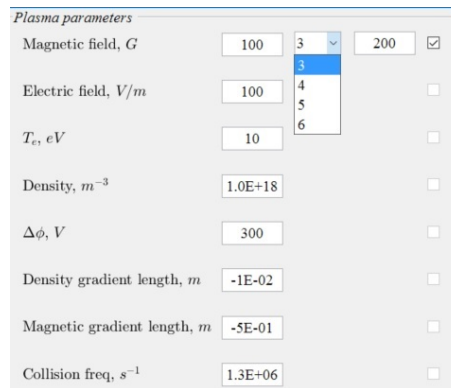 Plasma parameters
Magnetic field, G 100 3 200
3
4
5
6
Electric field, V/m 100
Tₑ, eV 10
Density, m⁻³ 1.0E+18
Δϕ, V 300
Density gradient length, m -1E-02
Magnetic gradient length, m -5E-01
Collision freq, s⁻¹ 1.3E+06